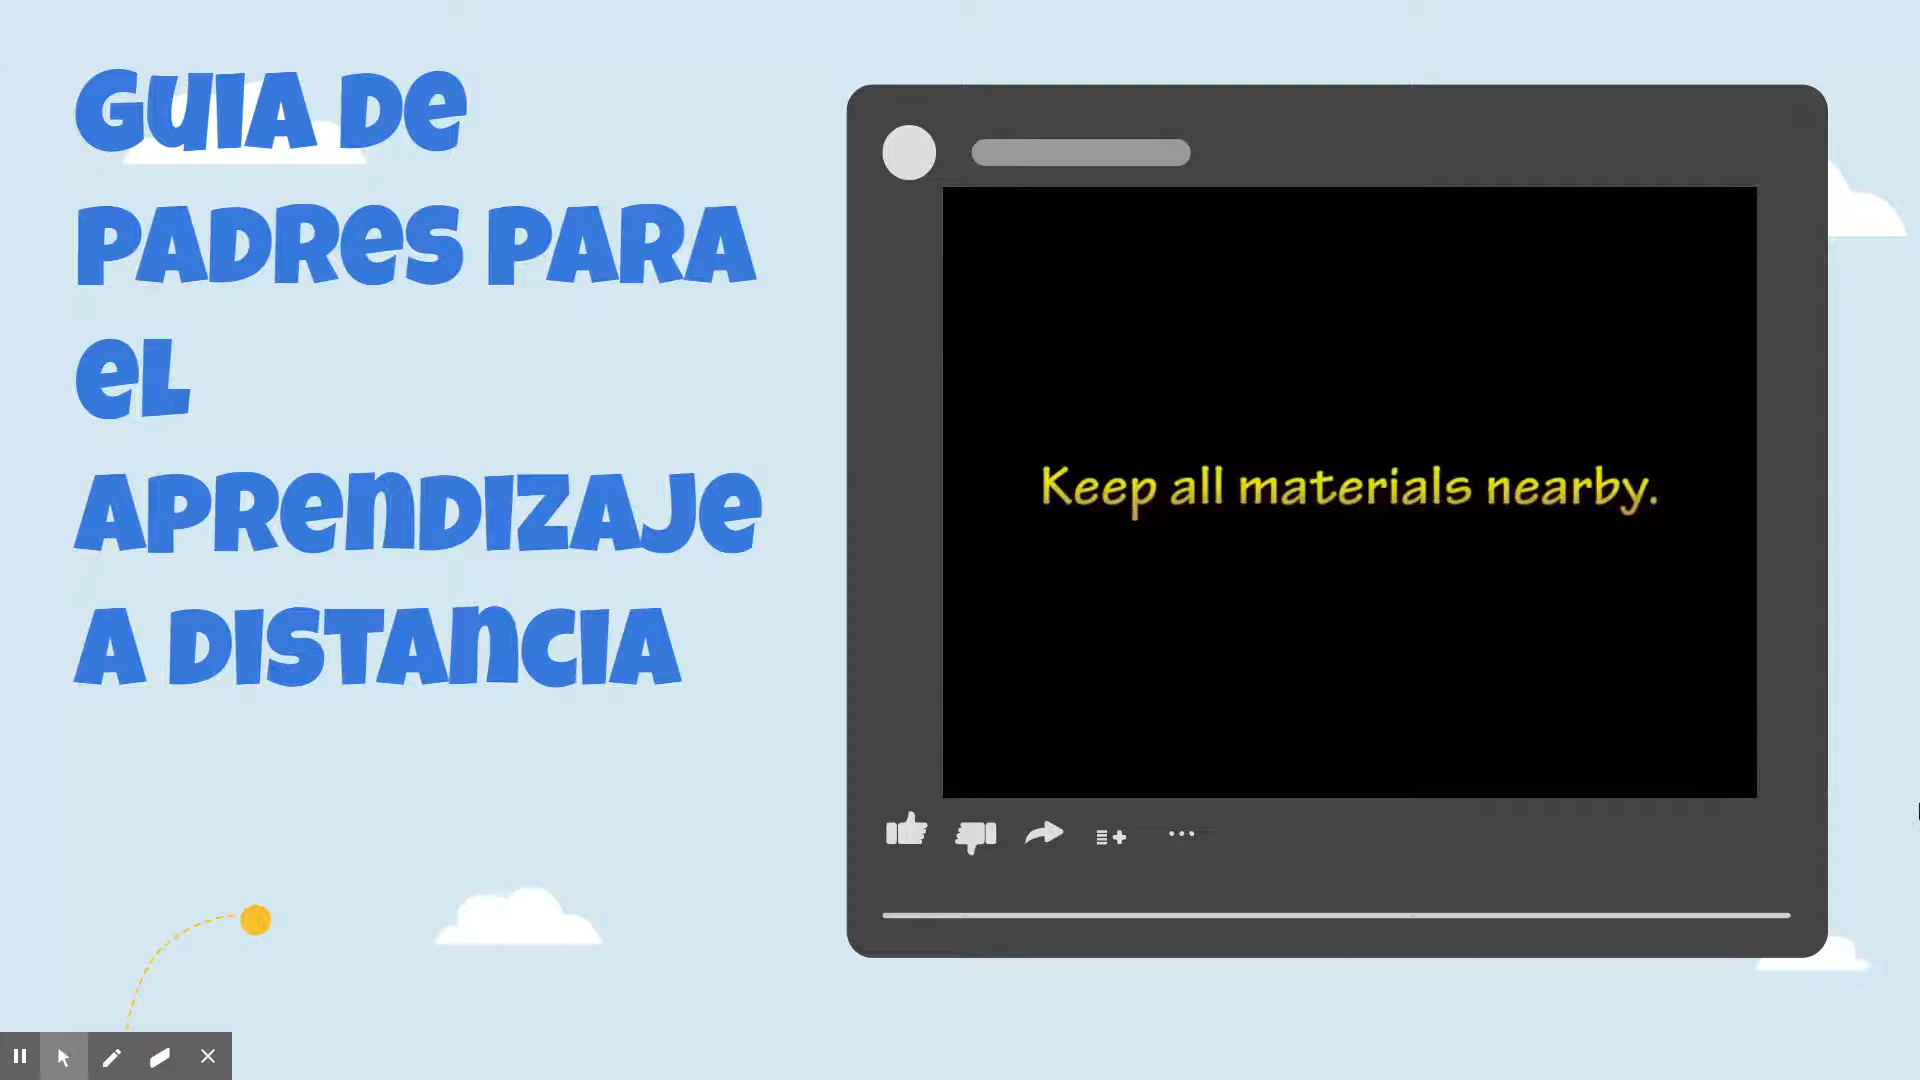 Guia de
padres para
el
aprendizaje
a distancia
Keep all materials nearby.